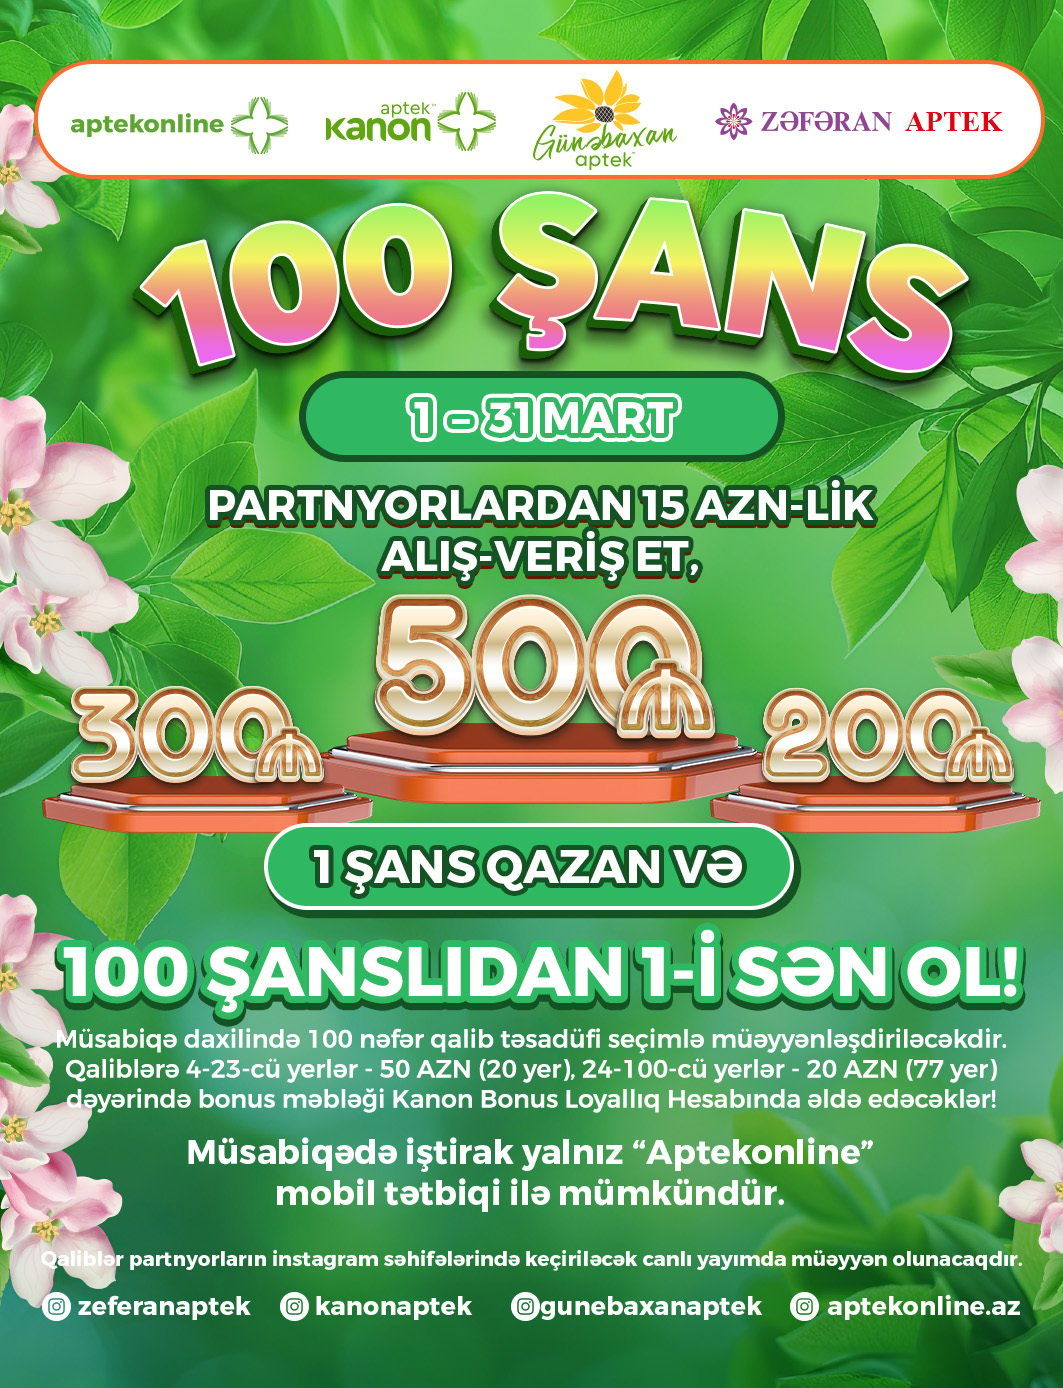 aptekonline
aptek™
Kanon
Günəbaxan
aptek™
ZƏFƏRAN APTEK
100 ŞANS
1 – 31 MART
PARTNYORLARDAN 15 AZN-LİK
ALIŞ-VERİŞ ET,
300₼ 500₼ 200₼
1 ŞANS QAZAN VƏ
100 ŞANSLIDAN 1-İ SƏN OL!
Müsabiqə daxilində 100 nəfər qalib təsadüfi seçimlə müəyyənləşdiriləcəkdir.
Qaliblərə 4-23-cü yerlər - 50 AZN (20 yer), 24-100-cü yerlər - 20 AZN (77 yer)
dəyərində bonus məbləği Kanon Bonus Loyallıq Hesabında əldə edəcəklər!
Müsabiqədə iştirak yalnız “Aptekonline”
mobil tətbiqi ilə mümkündür.
Qaliblər partnyorların instagram səhifələrində keçiriləcək canlı yayımda müəyyən olunacaqdır.
zeferanaptek kanonaptek gunebaxanaptek aptekonline.az